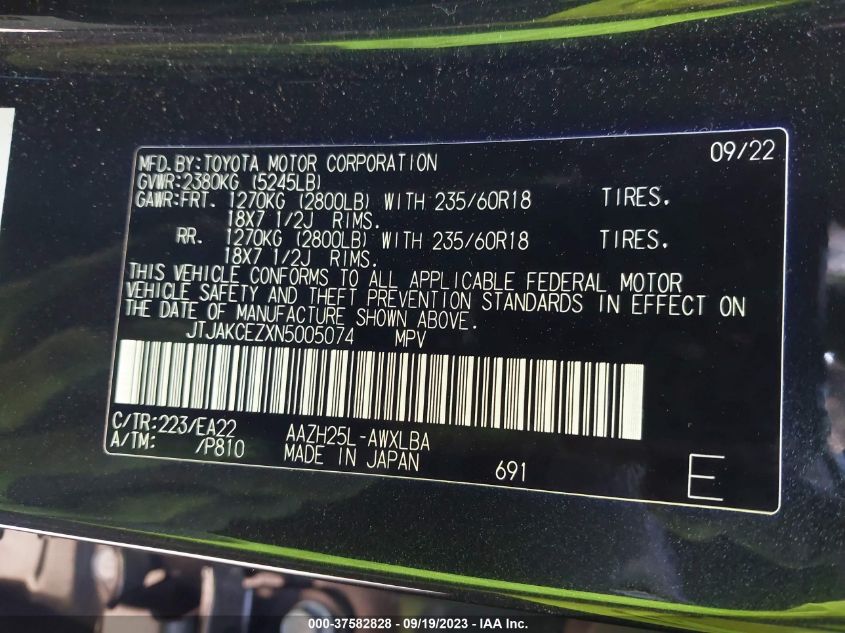 MFD.BY:TOYOTA MOTOR CORPORATION 09/22
GVWR:2380KG (5245LB)
GAWR:FRT. 1270KG (2800LB) WITH 235/60R18 TIRES.
18X7 1/2J RIMS.
RR. 1270KG (2800LB) WITH 235/60R18 TIRES.
18X7 1/2J RIMS.
THIS VEHICLE CONFORMS TO ALL APPLICABLE FEDERAL MOTOR
VEHICLE SAFETY AND THEFT PREVENTION STANDARDS IN EFFECT ON
THE DATE OF MANUFACTURE SHOWN ABOVE.
JTJAKCEZXN5005074 MPV
C/TR:223/EA22 AAZH25L-AWXLBA
A/TM: /P810 MADE IN JAPAN 691 E
000-37582828 - 09/19/2023 - IAA Inc.